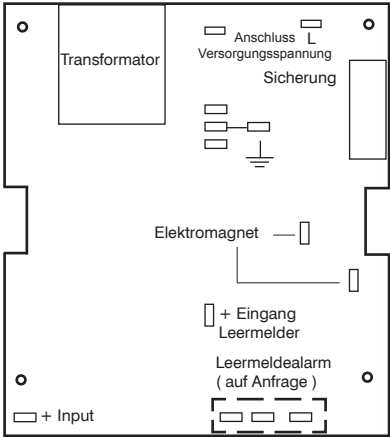 Anschluss L
Versorgungsspannung
Transformator
Sicherung
Elektromagnet
+ Eingang
Leermelder
Leermeldealarm
( auf Anfrage )
+ Input